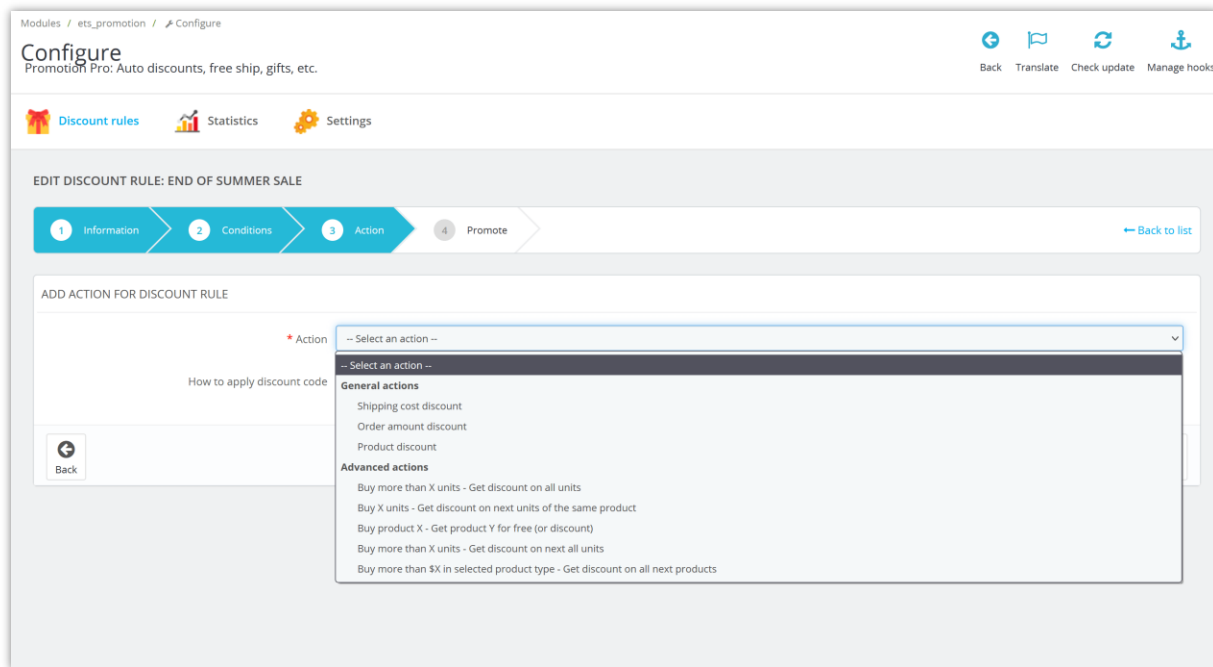 Modules / ets_promotion / Configure
Configure
Promotion Pro: Auto discounts, free ship, gifts, etc.
Back Translate Check update Manage hooks
Discount rules Statistics Settings
EDIT DISCOUNT RULE: END OF SUMMER SALE
1 Information 2 Conditions 3 Action 4 Promote Back to list
ADD ACTION FOR DISCOUNT RULE
* Action -- Select an action --
-- Select an action --
How to apply discount code
General actions
Shipping cost discount
Order amount discount
Product discount
Back
Advanced actions
Buy more than X units - Get discount on all units
Buy X units - Get discount on next units of the same product
Buy product X - Get product Y for free (or discount)
Buy more than X units - Get discount on next all units
Buy more than $X in selected product type - Get discount on all next products